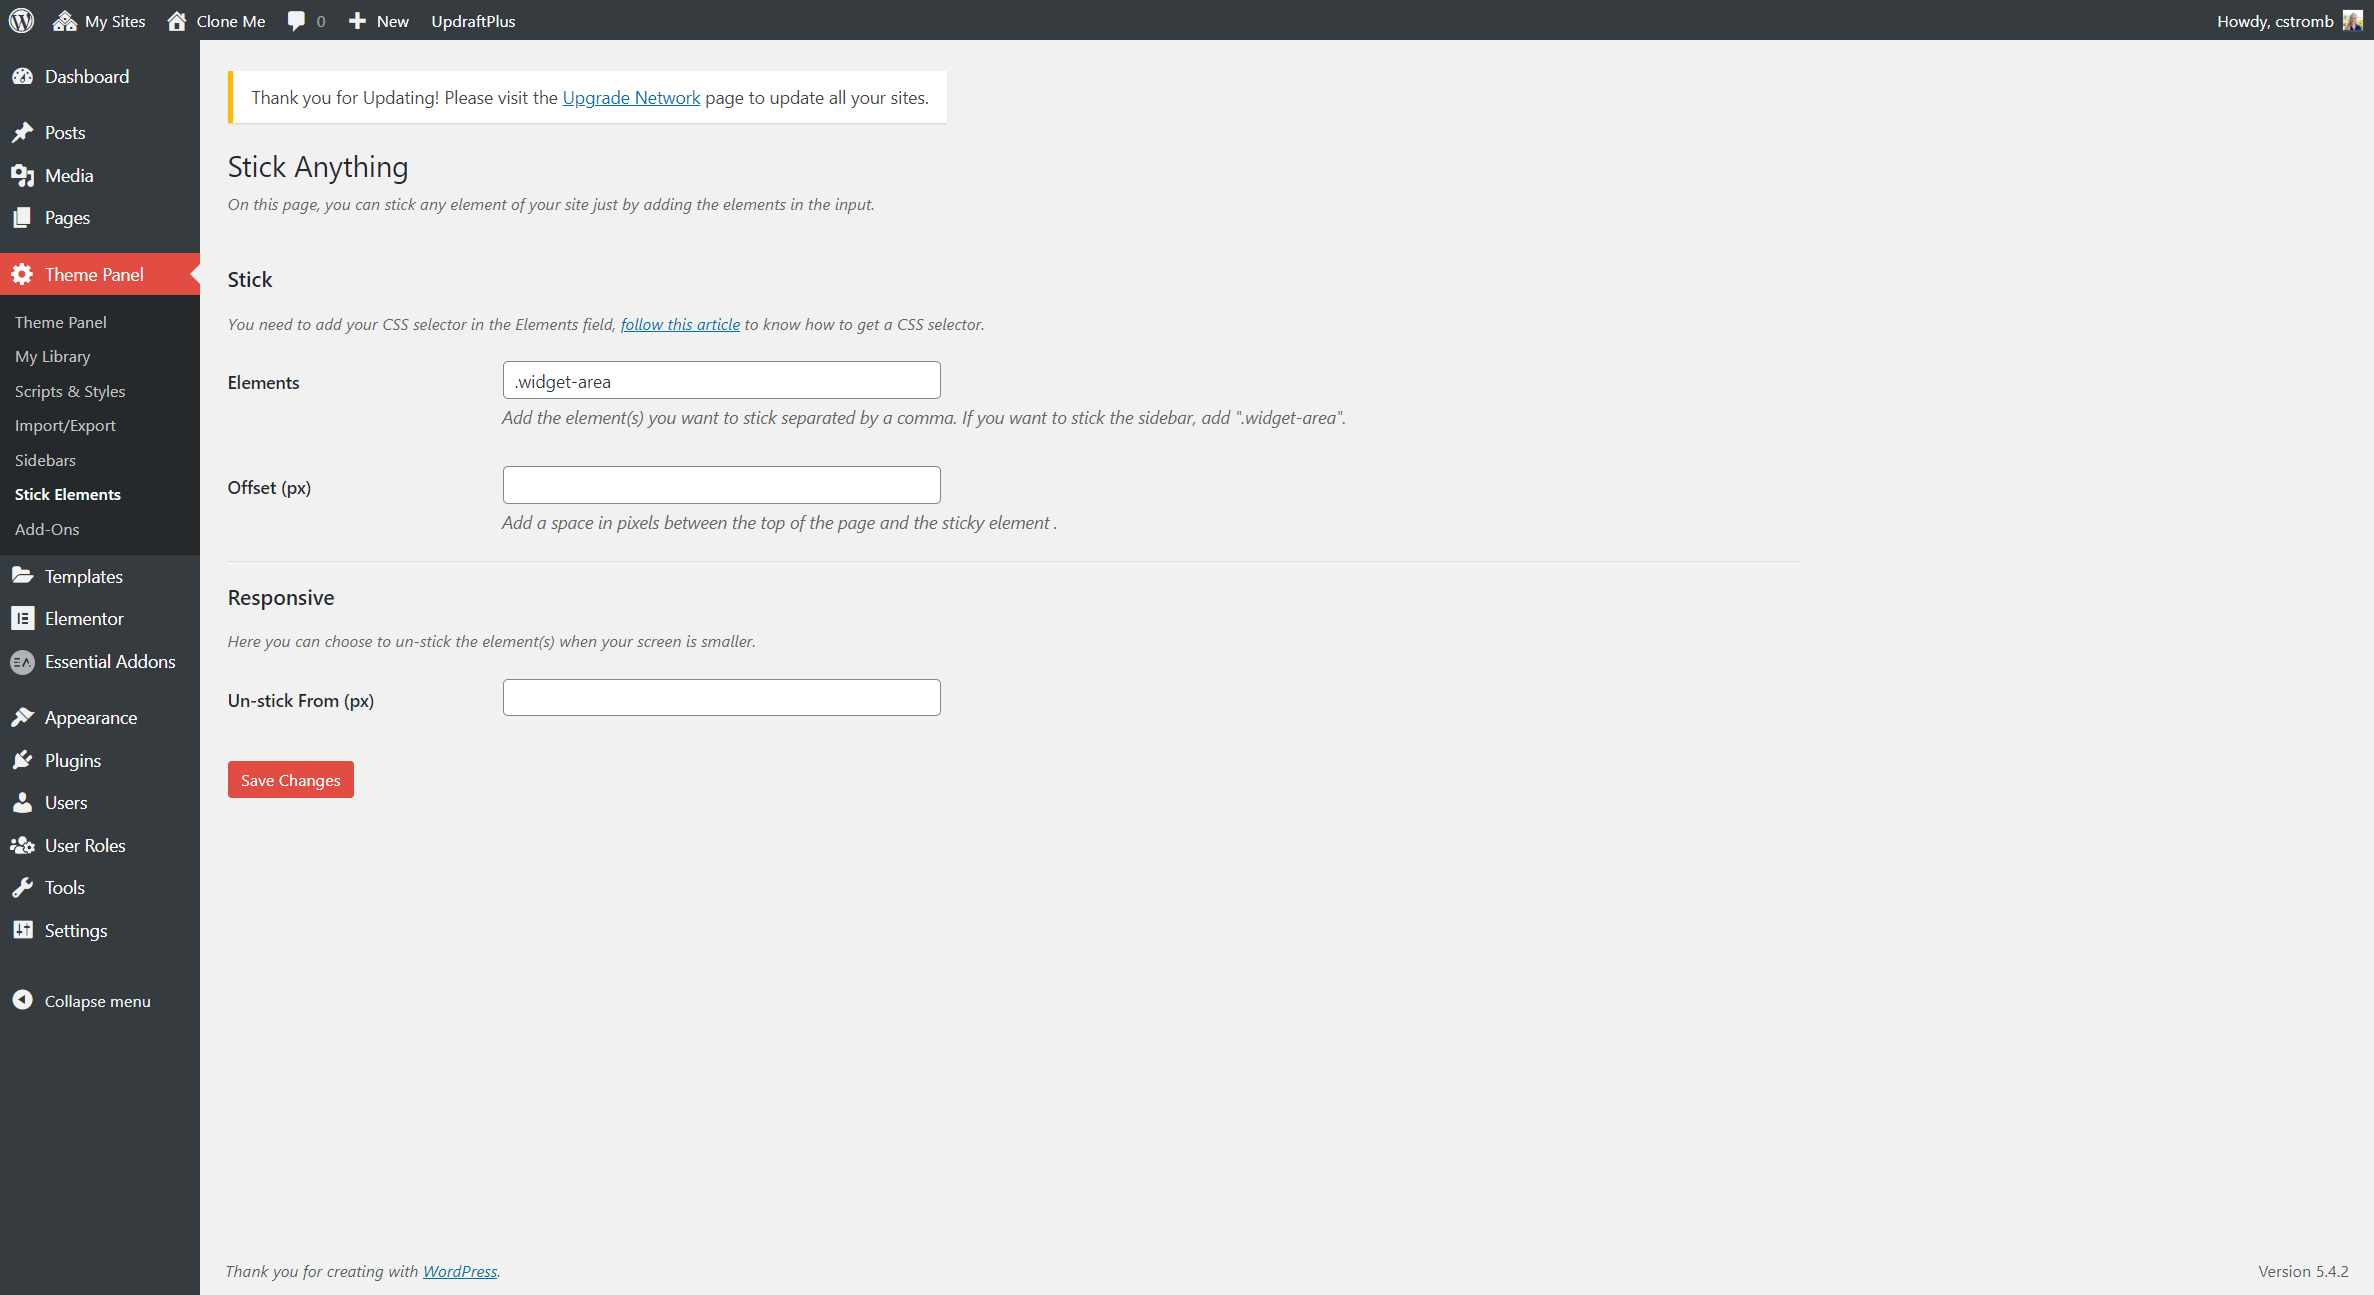 My Sites
Clone Me
0
New
UpdraftPlus
Howdy, cstromb
Dashboard
Posts
Media
Pages
Theme Panel
Theme Panel
My Library
Scripts & Styles
Import/Export
Sidebars
Stick Elements
Add-Ons
Templates
Elementor
Essential Addons
Appearance
Plugins
Users
User Roles
Tools
Settings
Collapse menu
Thank you for Updating! Please visit the Upgrade Network page to update all your sites.
Stick Anything
On this page, you can stick any element of your site just by adding the elements in the input.
Stick
You need to add your CSS selector in the Elements field, follow this article to know how to get a CSS selector.
Elements
.widget-area
Add the element(s) you want to stick separated by a comma. If you want to stick the sidebar, add ".widget-area".
Offset (px)
Add a space in pixels between the top of the page and the sticky element .
Responsive
Here you can choose to un-stick the element(s) when your screen is smaller.
Un-stick From (px)
Save Changes
Thank you for creating with WordPress.
Version 5.4.2